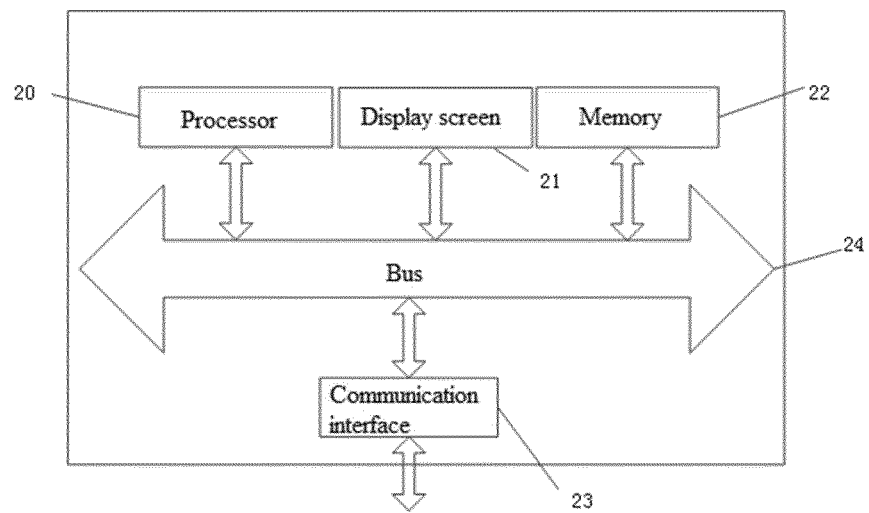 20
Processor
Display screen
Memory
22
21
24
Bus
Communication
interface
23